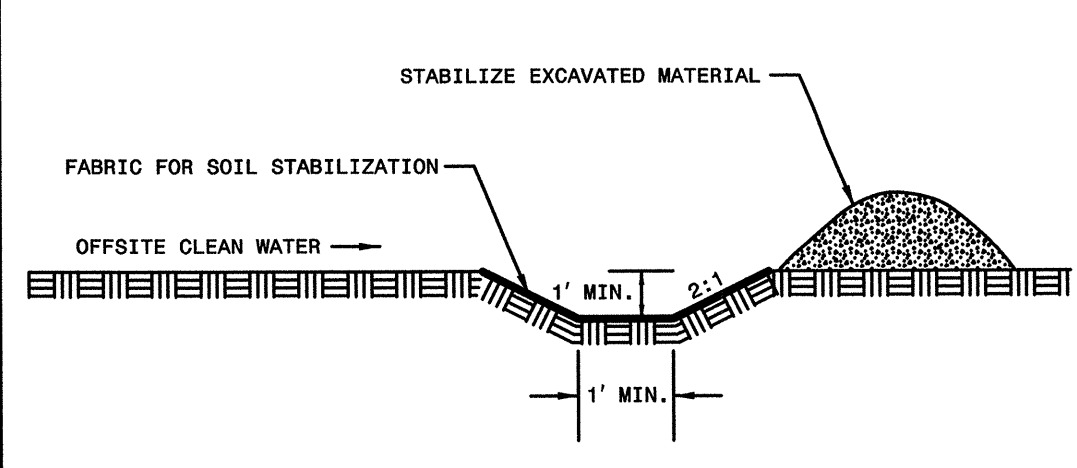 STABILIZE EXCAVATED MATERIAL
FABRIC FOR SOIL STABILIZATION
OFFSITE CLEAN WATER
1' MIN.
2:1
1' MIN.